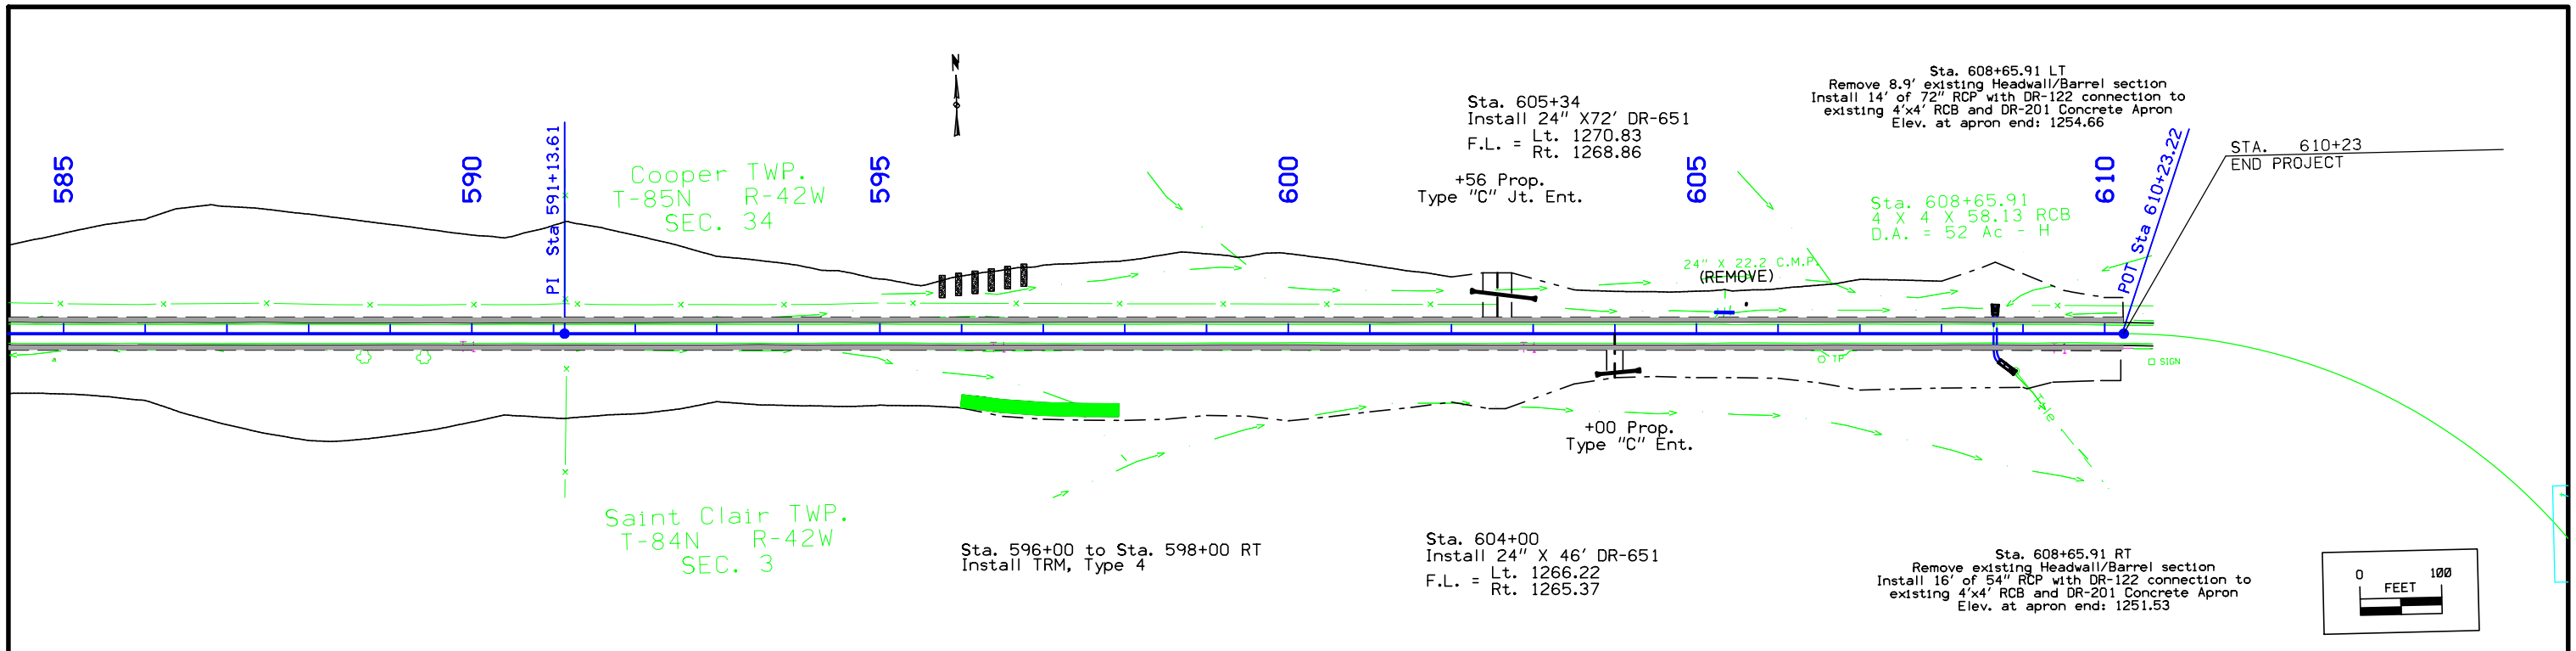 N
585
590
595
600
605
610
PI Sta 591+13.61
Cooper TWP.
T-85N R-42W
SEC. 34
Sta. 605+34
Install 24" X72' DR-651
F.L. = Lt. 1270.83
Rt. 1268.86
+56 Prop.
Type "C" Jt. Ent.
Sta. 608+65.91 LT
Remove 8.9' existing Headwall/Barrel section
Install 14' of 72" RCP with DR-122 connection to
existing 4'x4' RCB and DR-201 Concrete Apron
Elev. at apron end: 1254.66
POT Sta 610+23.22
STA. 610+23
END PROJECT
Sta. 608+65.91
4 X 4 X 58.13 RCB
D.A. = 52 Ac - H
24" X 22.2 C.M.P.
(REMOVE)
TP
SIGN
Tile
+00 Prop.
Type "C" Ent.
Saint Clair TWP.
T-84N R-42W
SEC. 3
Sta. 596+00 to Sta. 598+00 RT
Install TRM, Type 4
Sta. 604+00
Install 24" X 46' DR-651
F.L. = Lt. 1266.22
Rt. 1265.37
Sta. 608+65.91 RT
Remove existing Headwall/Barrel section
Install 16' of 54" RCP with DR-122 connection to
existing 4'x4' RCB and DR-201 Concrete Apron
Elev. at apron end: 1251.53
0 100
FEET